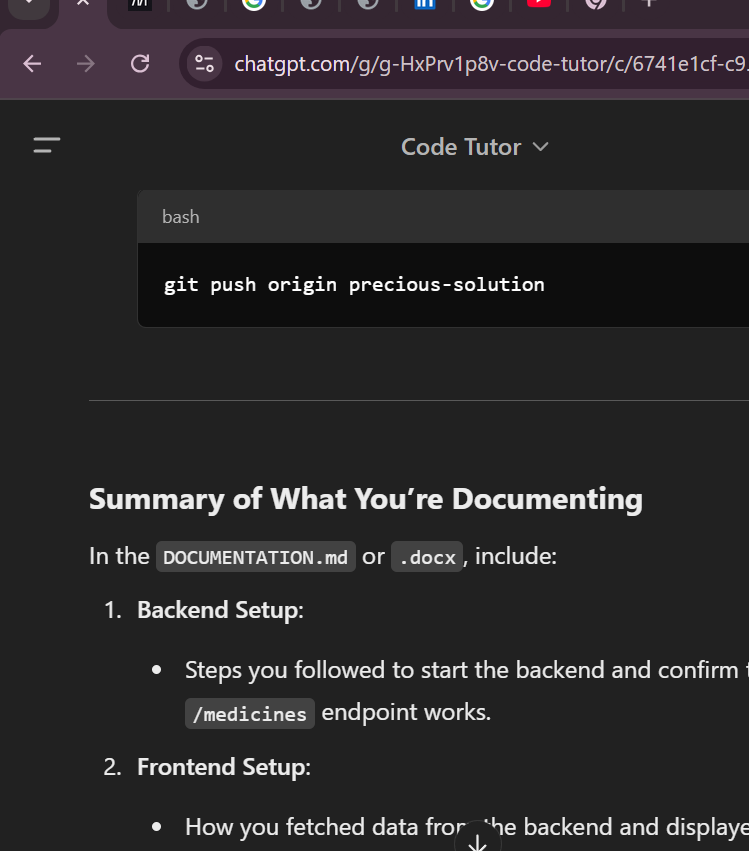 chatgpt.com/g/g-HxPrv1p8v-code-tutor/c/6741e1cf-c9.
Code Tutor
bash
git push origin precious-solution
Summary of What You’re Documenting
In the DOCUMENTATION.md or .docx, include:
1. Backend Setup:
• Steps you followed to start the backend and confirm
/medicines endpoint works.
2. Frontend Setup:
• How you fetched data from the backend and